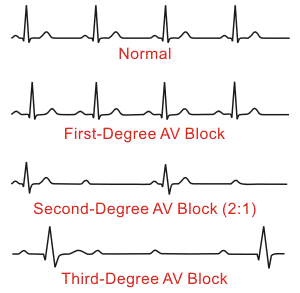 Normal
First-Degree AV Block
Second-Degree AV Block (2:1)
Third-Degree AV Block